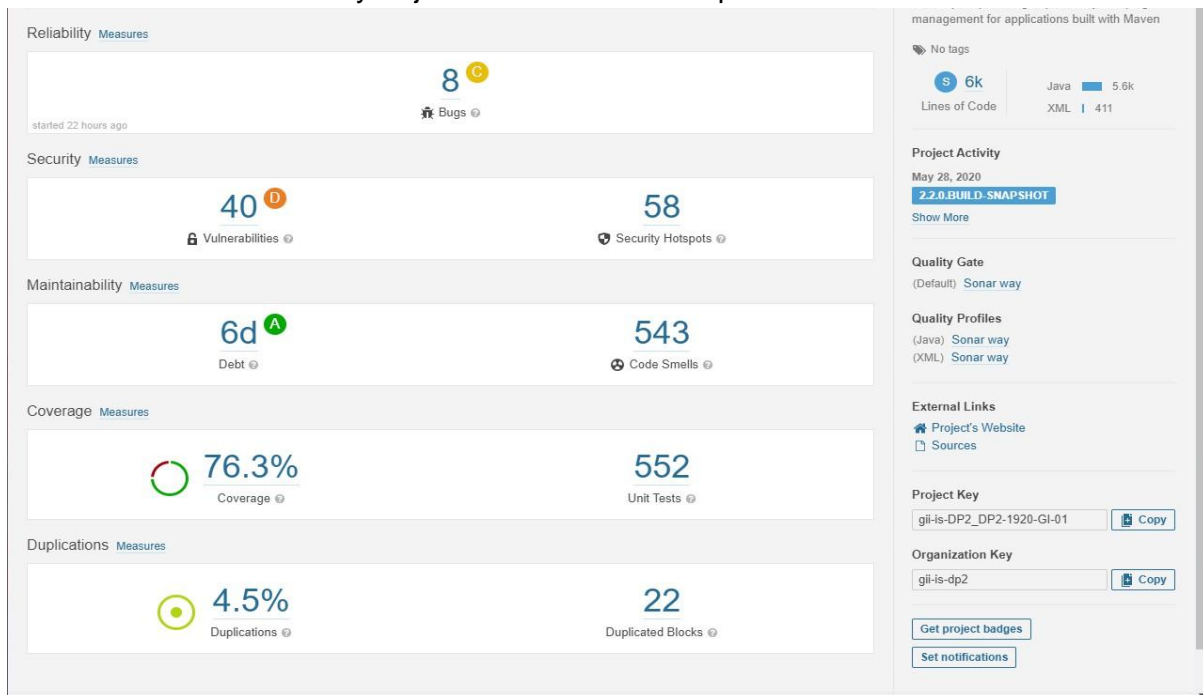 Reliability Measures
8 C
Bugs
started 22 hours ago
Security Measures
40 D
Vulnerabilities
58
Security Hotspots
Maintainability Measures
6d A
Debt
543
Code Smells
Coverage Measures
76.3%
Coverage
552
Unit Tests
Duplications Measures
4.5%
Duplications
22
Duplicated Blocks
management for applications built with Maven
No tags
S 6k
Lines of Code
Java 5.6k
XML 411
Project Activity
May 28, 2020
2.2.0.BUILD-SNAPSHOT
Show More
Quality Gate
(Default) Sonar way
Quality Profiles
(Java) Sonar way
(XML) Sonar way
External Links
Project's Website
Sources
Project Key
gii-is-DP2_DP2-1920-GI-01 Copy
Organization Key
gii-is-dp2 Copy
Get project badges
Set notifications